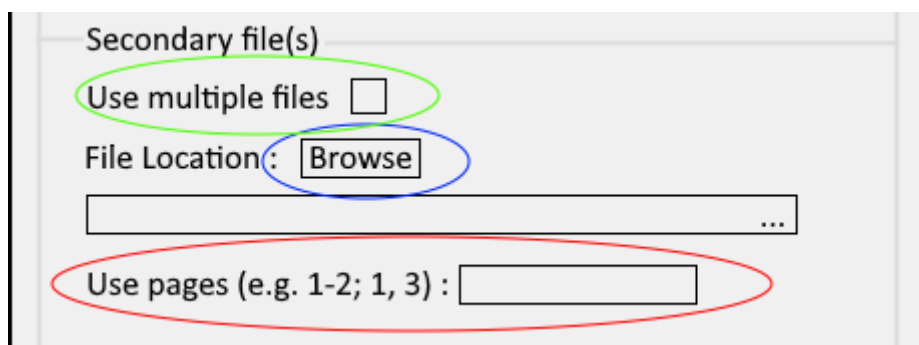 Secondary file(s)
Use multiple files
File Location : Browse
...
Use pages (e.g. 1-2; 1, 3) :